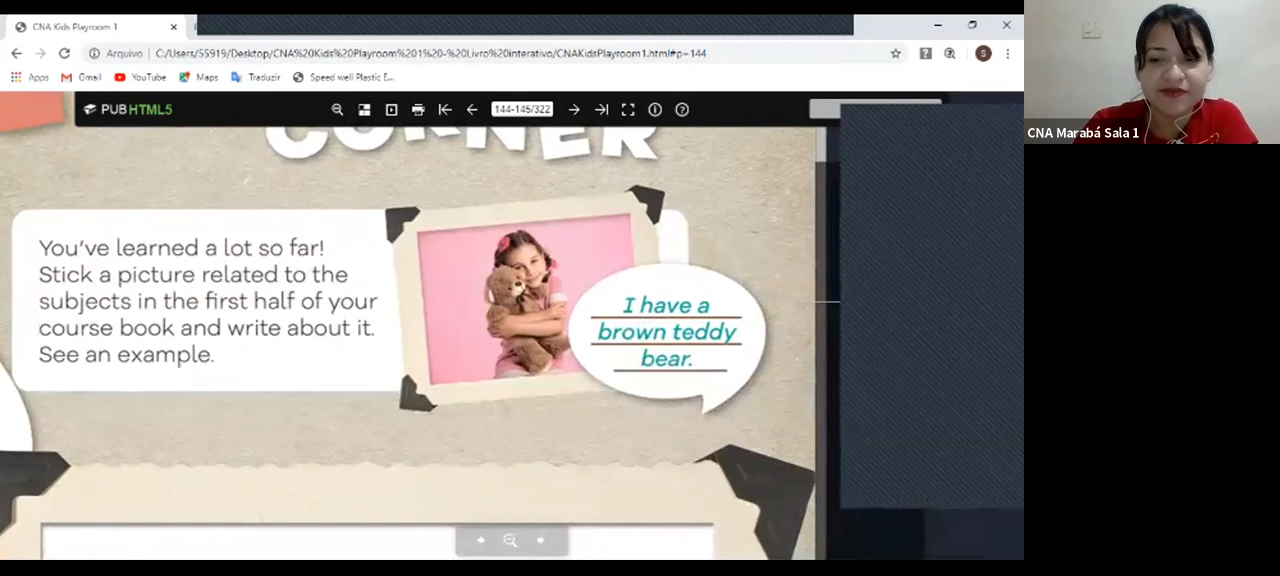 CNA Kids Playroom 1
Arquivo
C:/Users/55919/Desktop/CNA%20Kids%20Playroom%201%20-%20Livro%20interativo/CNAKidsPlayroom1.html#p=144
S
Apps Gmail YouTube Maps Traduzir Speed well Plastic E...
PUBHTML5
144-145/322
CORNER
You've learned a lot so far!
Stick a picture related to the
subjects in the first half of your
course book and write about it.
See an example.
I have a
brown teddy
bear.
CNA Marabá Sala 1